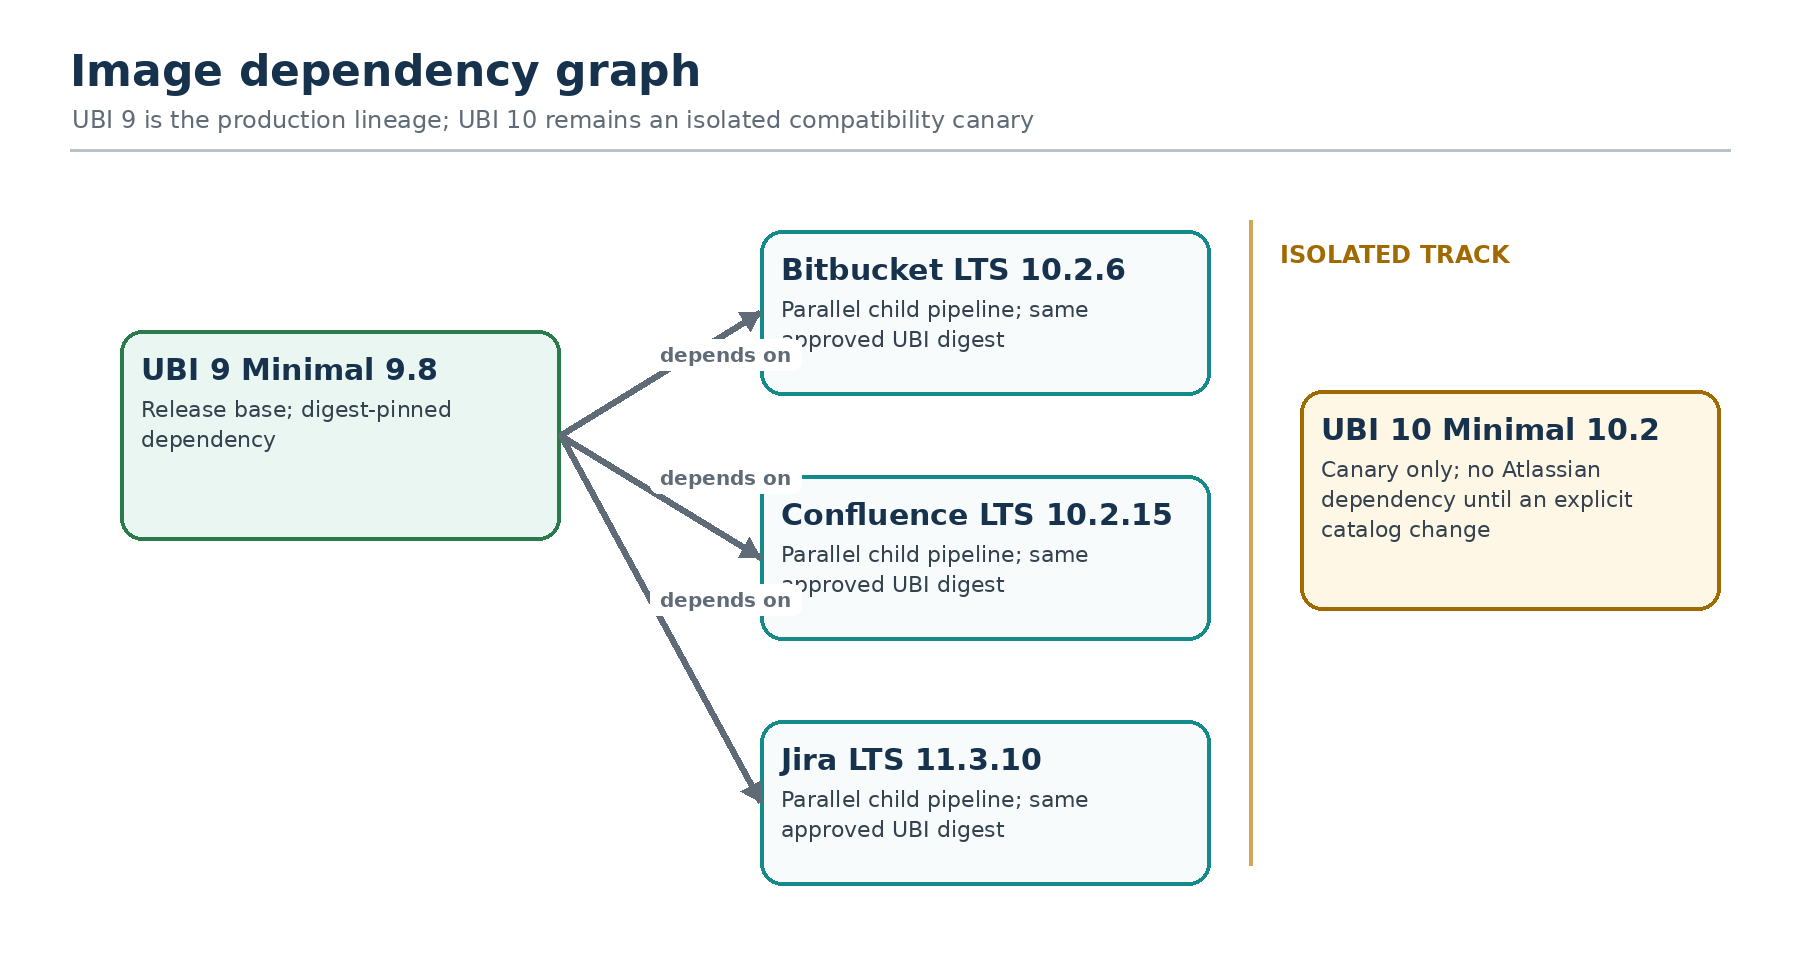 Image dependency graph
UBI 9 is the production lineage; UBI 10 remains an isolated compatibility canary
UBI 9 Minimal 9.8
Release base; digest-pinned
dependency
depends on
depends on
depends on
Bitbucket LTS 10.2.6
Parallel child pipeline; same
approved UBI digest
Confluence LTS 10.2.15
Parallel child pipeline; same
approved UBI digest
Jira LTS 11.3.10
Parallel child pipeline; same
approved UBI digest
ISOLATED TRACK
UBI 10 Minimal 10.2
Canary only; no Atlassian
dependency until an explicit
catalog change